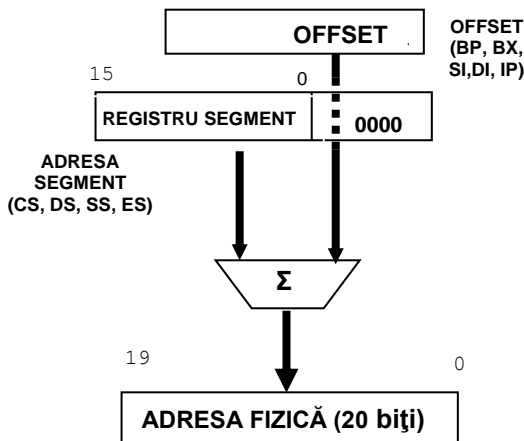 OFFSET
OFFSET
(BP, BX,
SI,DI, IP)
15
0
REGISTRU SEGMENT
0000
ADRESA
SEGMENT
(CS, DS, SS, ES)
Σ
19
0
ADRESA FIZICĂ (20 biţi)